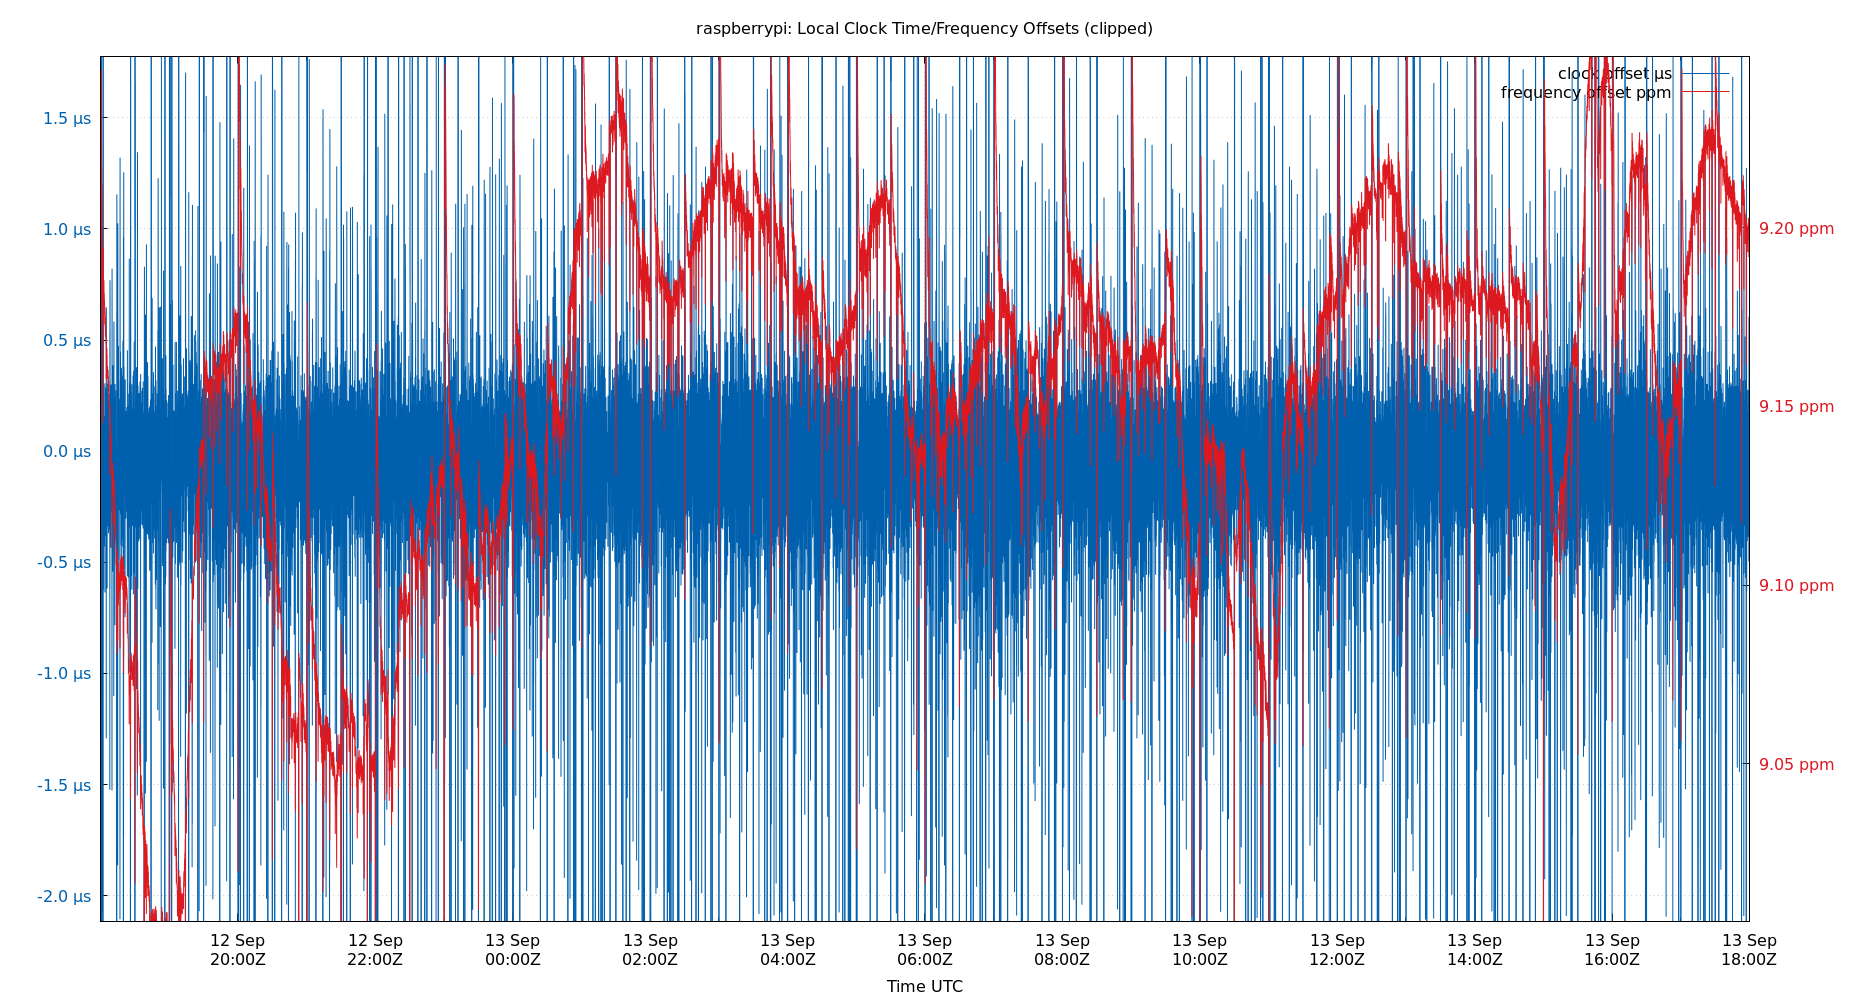 raspberrypi: Local Clock Time/Frequency Offsets (clipped)
clock offset µs
frequency offset ppm
1.5 µs
1.0 µs
0.5 µs
0.0 µs
-0.5 µs
-1.0 µs
-1.5 µs
-2.0 µs
9.20 ppm
9.15 ppm
9.10 ppm
9.05 ppm
12 Sep 12 Sep 13 Sep 13 Sep 13 Sep 13 Sep 13 Sep 13 Sep 13 Sep 13 Sep 13 Sep 13 Sep
20:00Z 22:00Z 00:00Z 02:00Z 04:00Z 06:00Z 08:00Z 10:00Z 12:00Z 14:00Z 16:00Z 18:00Z
Time UTC